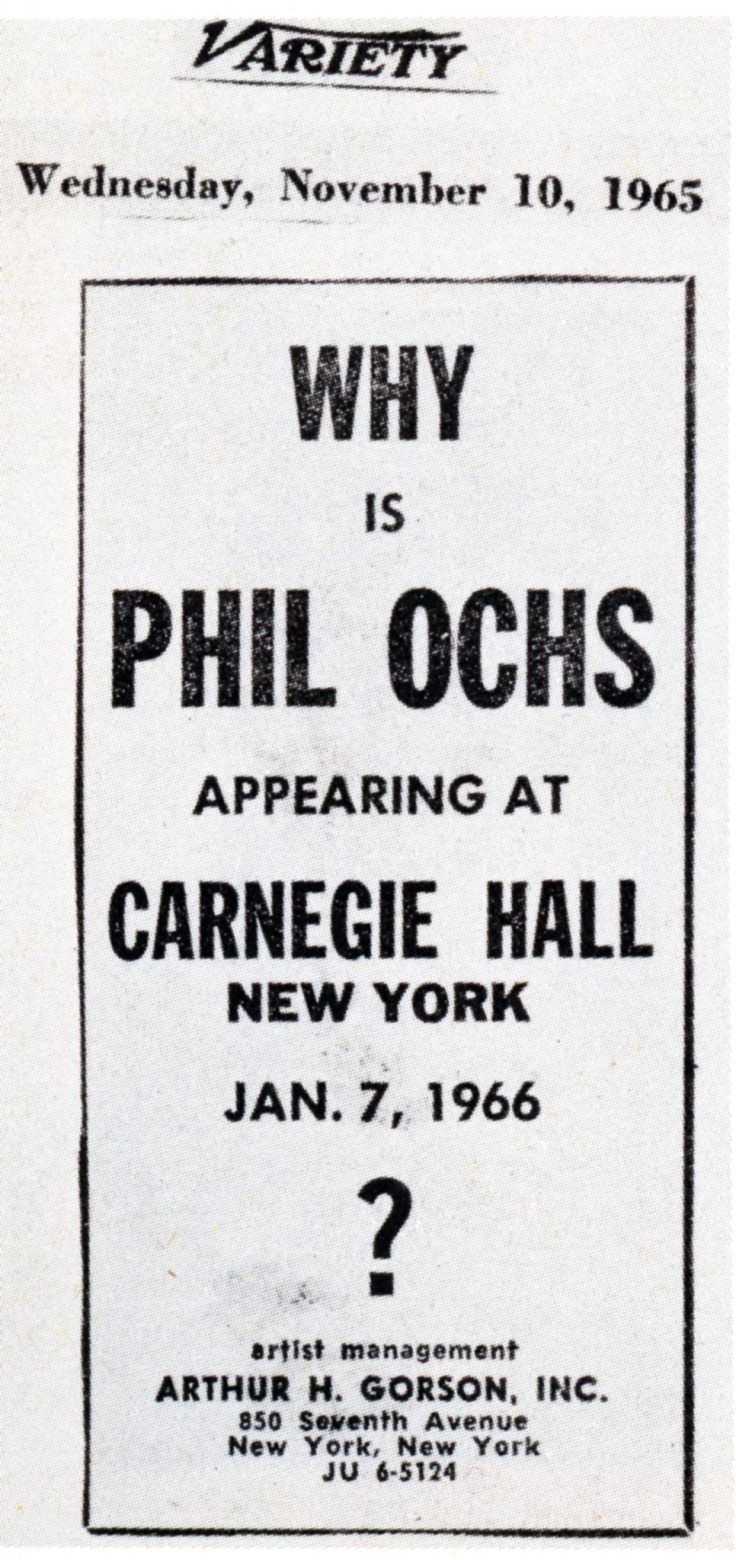 VARIETY
Wednesday, November 10, 1965
WHY
IS
PHIL OCHS
APPEARING AT
CARNEGIE HALL
NEW YORK
JAN. 7, 1966
?
artist management
ARTHUR H. GORSON, INC.
850 Seventh Avenue
New York, New York
JU 6-5124